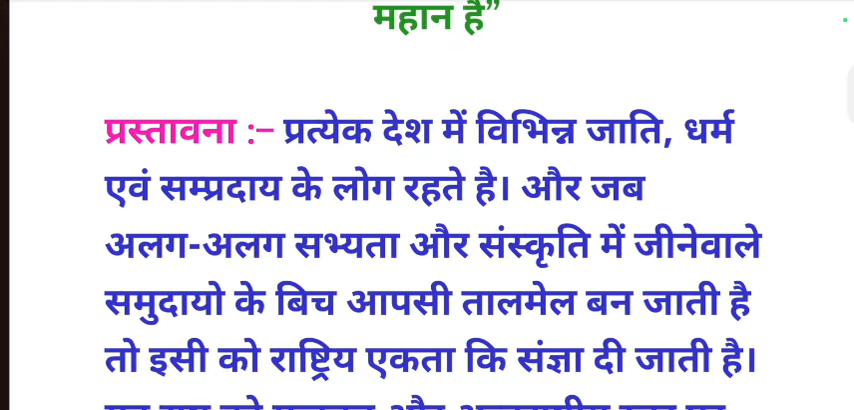 महान है”
प्रस्तावना :– प्रत्येक देश में विभिन्न जाति, धर्म
एवं सम्प्रदाय के लोग रहते है। और जब
अलग-अलग सभ्यता और संस्कृति में जीनेवाले
समुदायो के बिच आपसी तालमेल बन जाती है
तो इसी को राष्ट्रिय एकता कि संज्ञा दी जाती है।